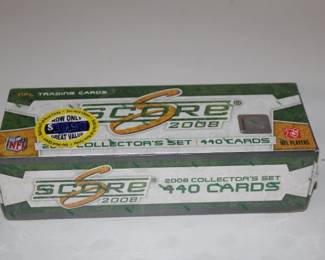 NFL TRADING CARDS
NOW ONLY
GREAT VALUE
SCORE
2008
2008 COLLECTOR'S SET 440 CARDS
NFL
NFL PLAYERS
SCORE
2008
2008 COLLECTOR'S SET
440 CARDS